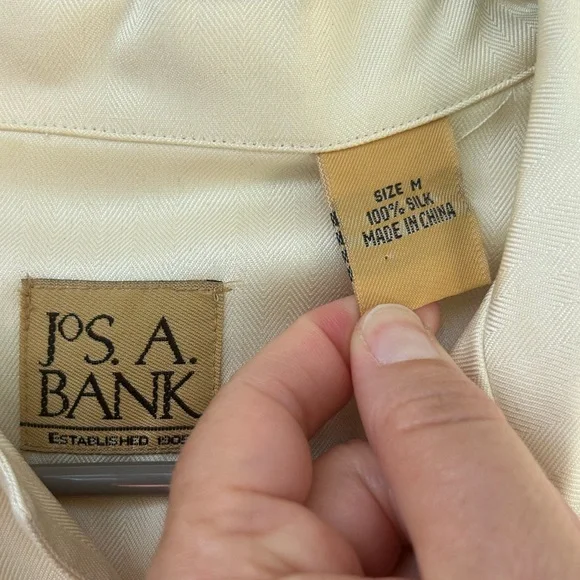 JoS. A.
BANK
ESTABLISHED 1905
SIZE M
100% SILK
MADE IN CHINA